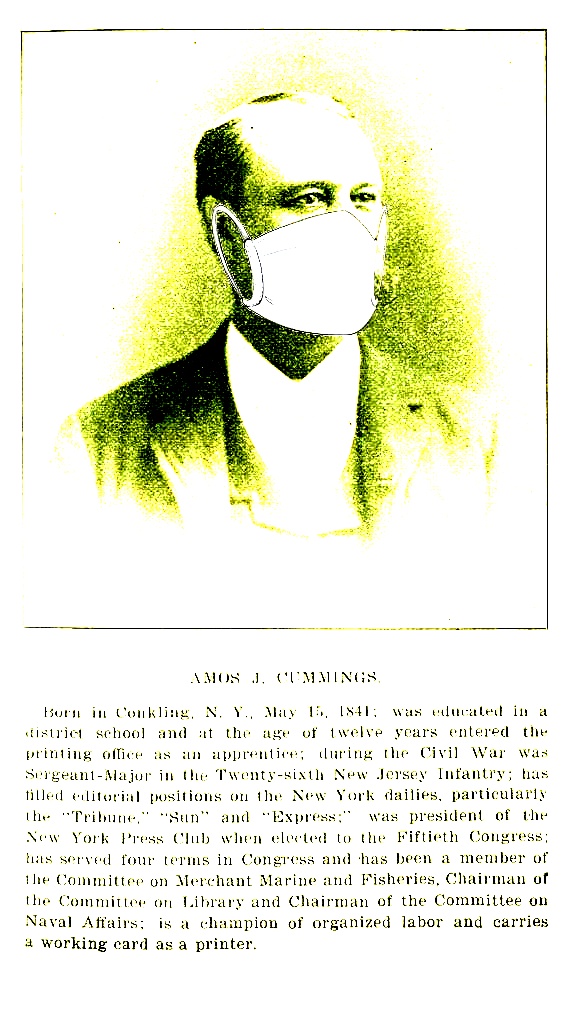 AMOS J. CUMMINGS.
Born in Conkling, N. Y., May 15, 1841; was educated in a
district school and at the age of twelve years entered the
printing office as an apprentice; during the Civil War was
Sergeant-Major in the Twenty-sixth New Jersey Infantry; has
filled editorial positions on the New York dailies, particularly
the "Tribune," "Sun" and "Express;" was president of the
New York Press Club when elected to the Fiftieth Congress;
has served four terms in Congress and has been a member of
the Committee on Merchant Marine and Fisheries, Chairman of
the Committee on Library and Chairman of the Committee on
Naval Affairs; is a champion of organized labor and carries
a working card as a printer.